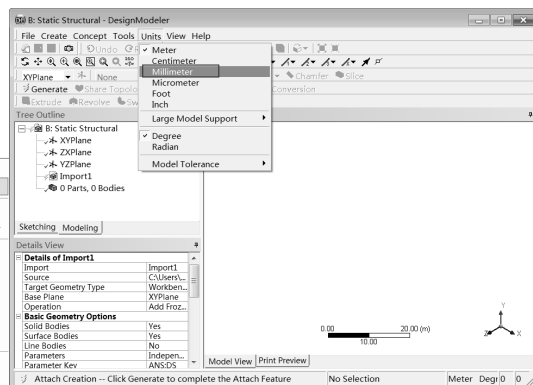 B: Static Structural - DesignModeler
File Create Concept Tools Units View Help
Undo
Meter
Centimeter
Millimeter
Micrometer
Foot
Inch
Large Model Support
Degree
Radian
Model Tolerance
XYPlane None
Chamfer Slice
Generate Share Topolo
Conversion
Extrude Revolve Sw
Tree Outline
B: Static Structural
XYPlane
ZXPlane
YZPlane
Import1
0 Parts, 0 Bodies
Sketching Modeling
Details View
Details of Import1
Import Import1
Source C:\Users\...
Target Geometry Type Workben...
Base Plane XYPlane
Operation Add Froz...
Basic Geometry Options
Solid Bodies Yes
Surface Bodies Yes
Line Bodies No
Parameters Indepen...
Parameter Key ANS;DS
0.00 20.00 (m)
10.00
Y
Z X
Model View Print Preview
Attach Creation -- Click Generate to complete the Attach Feature No Selection Meter Degr 0 0